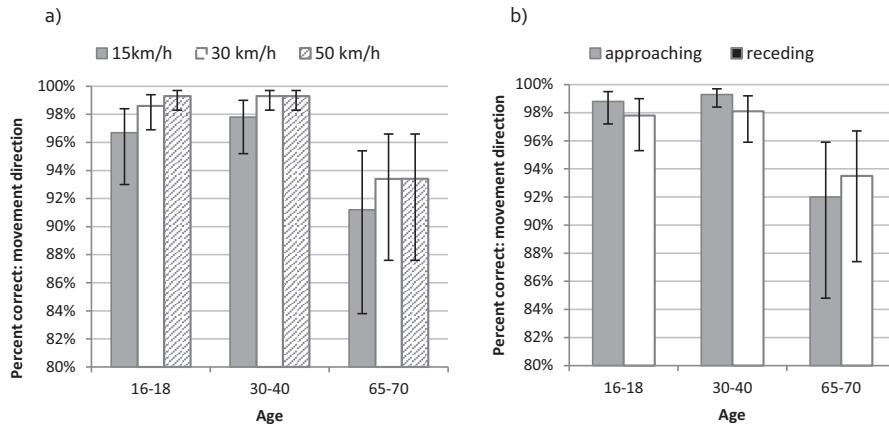 a)
15km/h 30 km/h 50 km/h
Percent correct: movement direction
100%
98%
96%
94%
92%
90%
88%
86%
84%
82%
80%
16-18 30-40 65-70
Age
b)
approaching receding
Percent correct: movement direction
100%
98%
96%
94%
92%
91%
90%
88%
86%
84%
82%
80%
16-18 30-40 65-70
Age